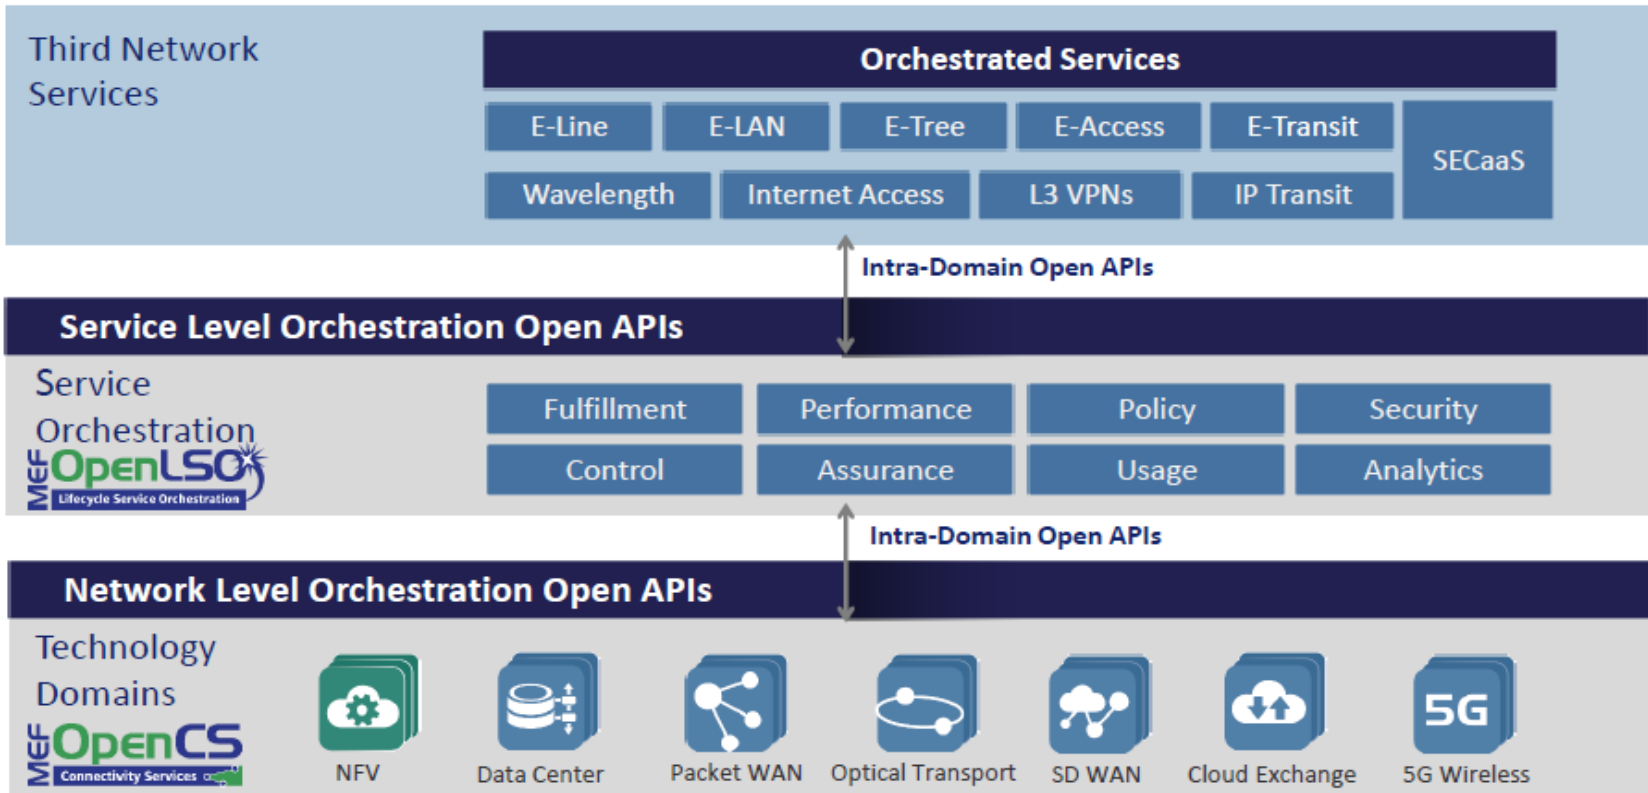 Third Network
Services
Orchestrated Services
E-Line
E-LAN
E-Tree
E-Access
E-Transit
SECaaS
Wavelength
Internet Access
L3 VPNs
IP Transit
Intra-Domain Open APIs
Service Level Orchestration Open APIs
Service
Orchestration
MEF
OpenLSO
Lifecycle Service Orchestration
Fulfillment
Performance
Policy
Security
Control
Assurance
Usage
Analytics
Intra-Domain Open APIs
Network Level Orchestration Open APIs
Technology
Domains
MEF
OpenCS
Connectivity Services
5G
NFV
Data Center
Packet WAN
Optical Transport
SD WAN
Cloud Exchange
5G Wireless